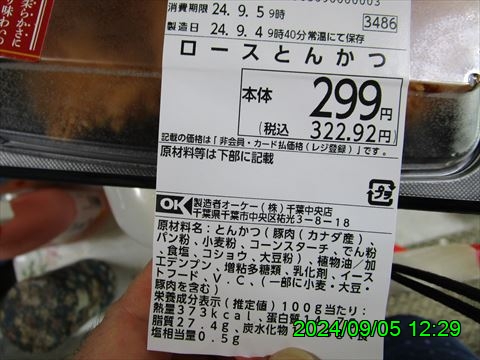 柔らかさに
味わい
消費期限 24.9.5 9時
3486
製造日 24.9.4 9時40分 常温にて保存
ロースとんかつ
本体 299円
(税込 322.92円)
記載の価格は「非会員・カード払価格(レジ登録)」です。
原材料等は下部に記載
プラ
OK 製造者オーケー(株)千葉中央店
千葉県千葉市中央区祐光3-8-18
原材料名:とんかつ(豚肉(カナダ産)
、パン粉、小麦粉、コーンスターチ、でん粉
、食塩、コショウ、大豆粉)、植物油/加
工デンプン、増粘多糖類、乳化剤、イース
トフード、V.C、(一部に小麦・大豆・
豚肉を含む)
栄養成分表示(推定値)100g当たり:
熱量373kcal、蛋白質
脂質27.4g、炭水化物
塩相当量0.5g
2024/09/05 12:29